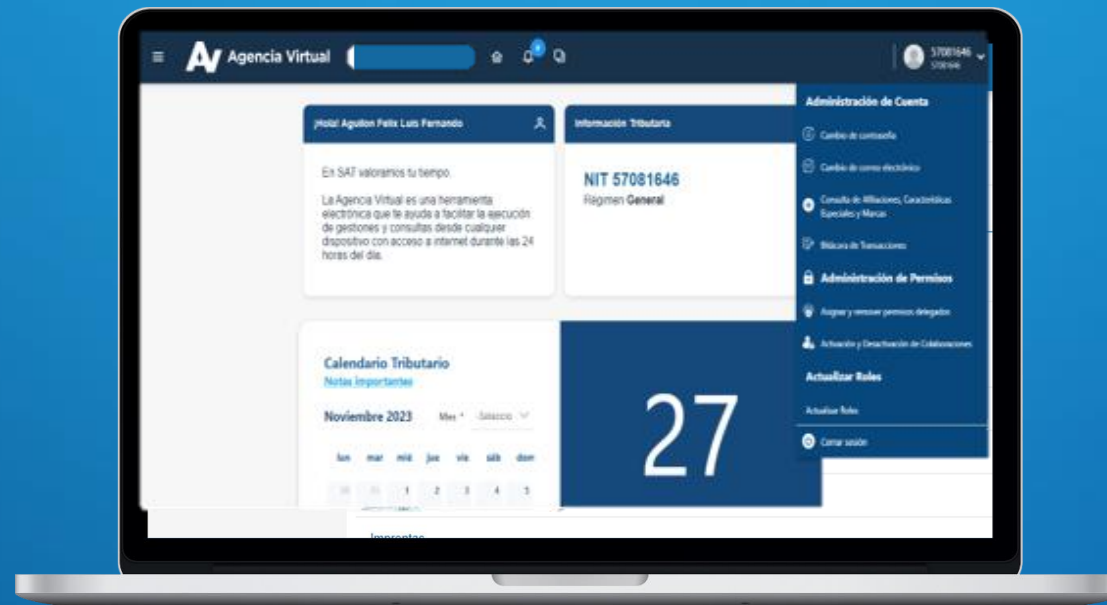 Agencia Virtual
57081646
57081646
¡Hola! Aguilon Felix Luis Fernando
En SAT valoramos tu tiempo.
La Agencia Virtual es una herramienta
electrónica que te ayuda a facilitar la ejecución
de gestiones y consultas desde cualquier
dispositivo con acceso a internet durante las 24
horas del día.
Información Tributaria
NIT 57081646
Régimen General
Calendario Tributario
Notas importantes
Noviembre 2023 Mes *
lun mar mié jue vie sáb dom
1 2 3 4 5
27
Administración de Cuenta
Cambio de contraseña
Cambio de correo electrónico
Consulta de Afiliaciones, Características
Especiales y Marcas
Bitácora de Transacciones
Administración de Permisos
Asignar y remover permisos delegados
Activación y Desactivación de Colaboraciones
Actualizar Roles
Actualizar Roles
Cerrar sesión
Imprentas